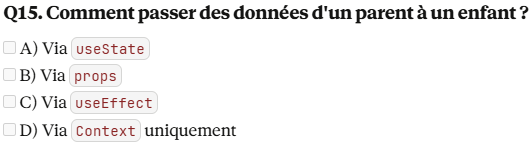 Q15. Comment passer des données d'un parent à un enfant ?
A) Via useState
B) Via props
C) Via useEffect
D) Via Context uniquement